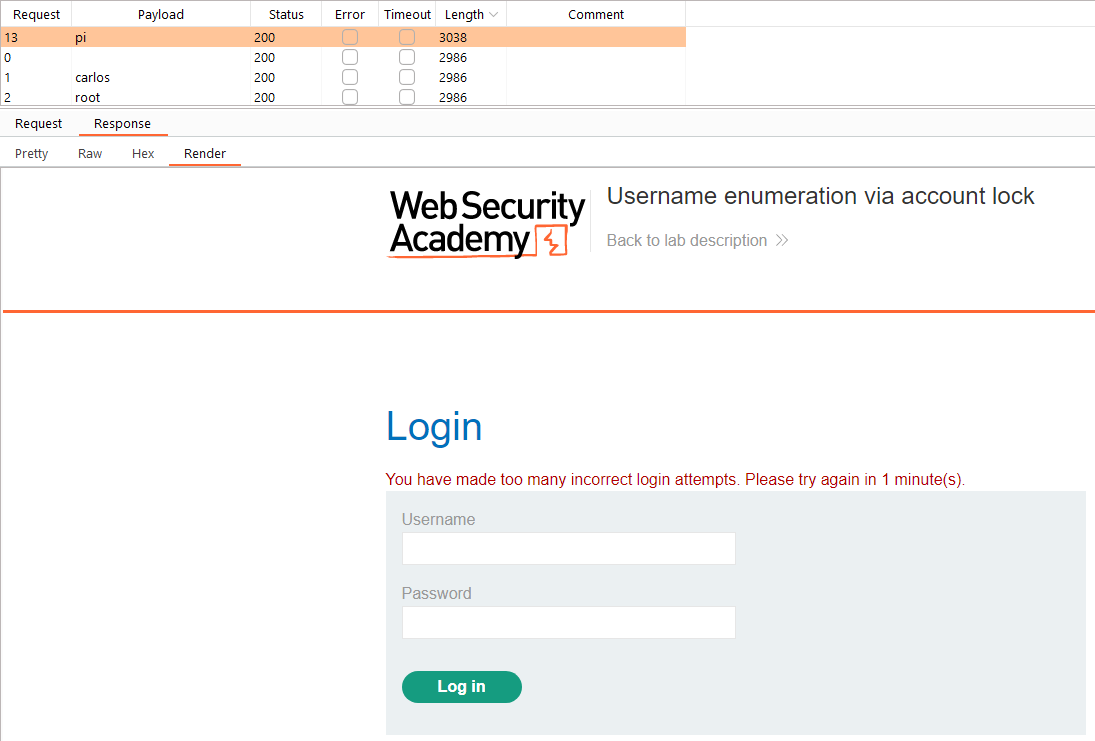 Request Payload Status Error Timeout Length Comment
13 pi 200 3038
0 200 2986
1 carlos 200 2986
2 root 200 2986
Request Response
Pretty Raw Hex Render
Web Security
Academy
Username enumeration via account lock
Back to lab description
Login
You have made too many incorrect login attempts. Please try again in 1 minute(s).
Username
Password
Log in